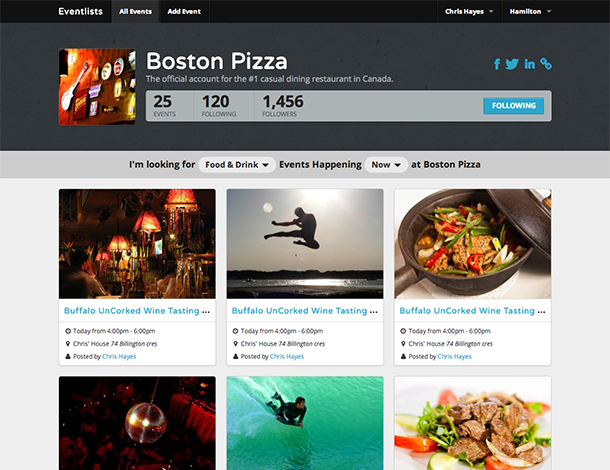 Eventlists All Events Add Event Chris Hayes Hamilton
Boston Pizza
The official account for the #1 casual dining restaurant in Canada.
25 120 1,456
EVENTS FOLLOWING FOLLOWERS
FOLLOWING
I'm looking for Food & Drink Events Happening Now at Boston Pizza
Buffalo UnCorked Wine Tasting ...
Today from 4:00pm - 6:00pm
Chris' House 74 Billington cres
Posted by Chris Hayes
Buffalo UnCorked Wine Tasting ...
Today from 4:00pm - 6:00pm
Chris' House 74 Billington cres
Posted by Chris Hayes
Buffalo UnCorked Wine Tasting ...
Today from 4:00pm - 6:00pm
Chris' House 74 Billington cres
Posted by Chris Hayes